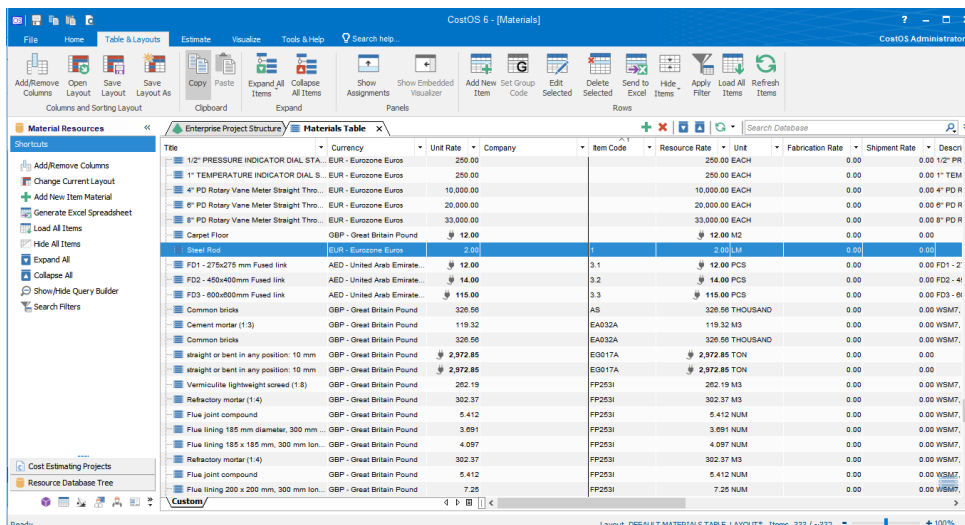 CostOS 6 - [Materials]
File Home Table & Layouts Estimate Visualize Tools & Help Search help... CostOS Administrator
Add/Remove Columns Open Layout Save Layout Save Layout As Copy Paste Expand All Items Collapse All Items Show Assignments Show Embedded AI Visualizer Add New Item Set Group Code Edit Selected Delete Selected Send to Excel Hide Items Apply Filter Load All Items Refresh Items
Columns and Sorting Layout Clipboard Expand Panels Rows
Material Resources « Enterprise Project Structure Materials Table X Search Database
Shortcuts
Add/Remove Columns
Change Current Layout
Add New Item Material
Generate Excel Spreadsheet
Load All Items
Hide All Items
Expand All
Collapse All
Show/Hide Query Builder
Search Filters
Cost Estimating Projects
Resource Database Tree
Title Currency Unit Rate Company Item Code Resource Rate Unit Fabrication Rate Shipment Rate Descri
1/2" PRESSURE INDICATOR DIAL STA... EUR - Eurozone Euros 250.00 250.00 EACH 0.00 0.00 1/2" PR
1" TEMPERATURE INDICATOR DIAL S... EUR - Eurozone Euros 250.00 250.00 EACH 0.00 0.00 1" TEM
4" PD Rotary Vane Meter Straight Thro... EUR - Eurozone Euros 10,000.00 10,000.00 EACH 0.00 0.00 4" PD R
6" PD Rotary Vane Meter Straight Thro... EUR - Eurozone Euros 20,000.00 20,000.00 EACH 0.00 0.00 6" PD R
8" PD Rotary Vane Meter Straight Thro... EUR - Eurozone Euros 33,000.00 33,000.00 EACH 0.00 0.00 8" PD R
Carpet Floor GBP - Great Britain Pound 12.00 12.00 M2 0.00 0.00
Steel Rod EUR - Eurozone Euros 2.00 1 2.00 LM 0.00 0.00
FD1 - 275x275 mm Fused link AED - United Arab Emirate... 12.00 3.1 12.00 PCS 0.00 0.00 FD1 - 2
FD2 - 450x400mm Fused link AED - United Arab Emirate... 14.00 3.2 14.00 PCS 0.00 0.00 FD2 - 4
FD3 - 600x600mm Fused link AED - United Arab Emirate... 115.00 3.3 115.00 PCS 0.00 0.00 FD3 - 6
Common bricks GBP - Great Britain Pound 326.56 AS 326.56 THOUSAND 0.00 0.00 WSM7,
Cement mortar (1:3) GBP - Great Britain Pound 119.32 EA032A 119.32 M3 0.00 0.00 WSM7,
Common bricks GBP - Great Britain Pound 326.56 EA032A 326.56 THOUSAND 0.00 0.00 WSM7,
straight or bent in any position: 10 mm GBP - Great Britain Pound 2,972.85 EG017A 2,972.85 TON 0.00 0.00
straight or bent in any position: 10 mm GBP - Great Britain Pound 2,972.85 EG017A 2,972.85 TON 0.00 0.00
Vermiculite lightweight screed (1:8) GBP - Great Britain Pound 262.19 FP253I 262.19 M3 0.00 0.00 WSM7,
Refractory mortar (1:4) GBP - Great Britain Pound 302.37 FP253I 302.37 M3 0.00 0.00 WSM7,
Flue joint compound GBP - Great Britain Pound 5.412 FP253I 5.412 NUM 0.00 0.00 WSM7,
Flue lining 185 mm diameter, 300 mm ... GBP - Great Britain Pound 3.691 FP253I 3.691 NUM 0.00 0.00 WSM7,
Flue lining 185 x 185 mm, 300 mm lon... GBP - Great Britain Pound 4.097 FP253I 4.097 NUM 0.00 0.00 WSM7,
Refractory mortar (1:4) GBP - Great Britain Pound 302.37 FP253I 302.37 M3 0.00 0.00 WSM7,
Flue joint compound GBP - Great Britain Pound 5.412 FP253I 5.412 NUM 0.00 0.00 WSM7,
Flue lining 200 x 200 mm, 300 mm lon... GBP - Great Britain Pound 7.25 FP253I 7.25 NUM 0.00 0.00 WSM7,
Custom
Ready Layout DEFAULT MATERIALS TABLE LAYOUT* Items 333 / ~333 100%